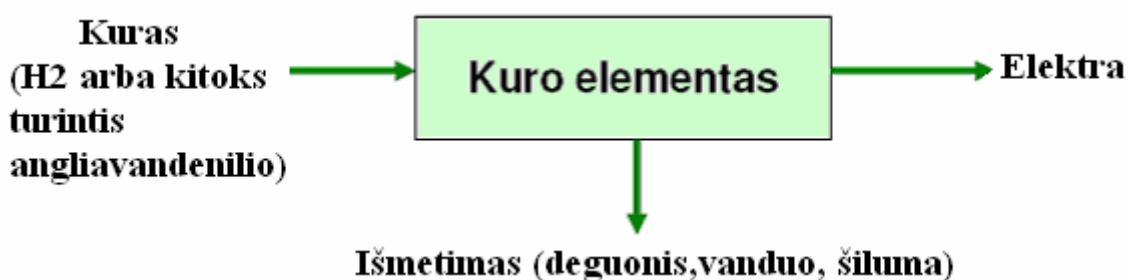 Kuras
(H2 arba kitoks
turintis
angliavandenilio)
Kuro elementas
Elektra
Išmetimas (deguonis,vanduo, šiluma)